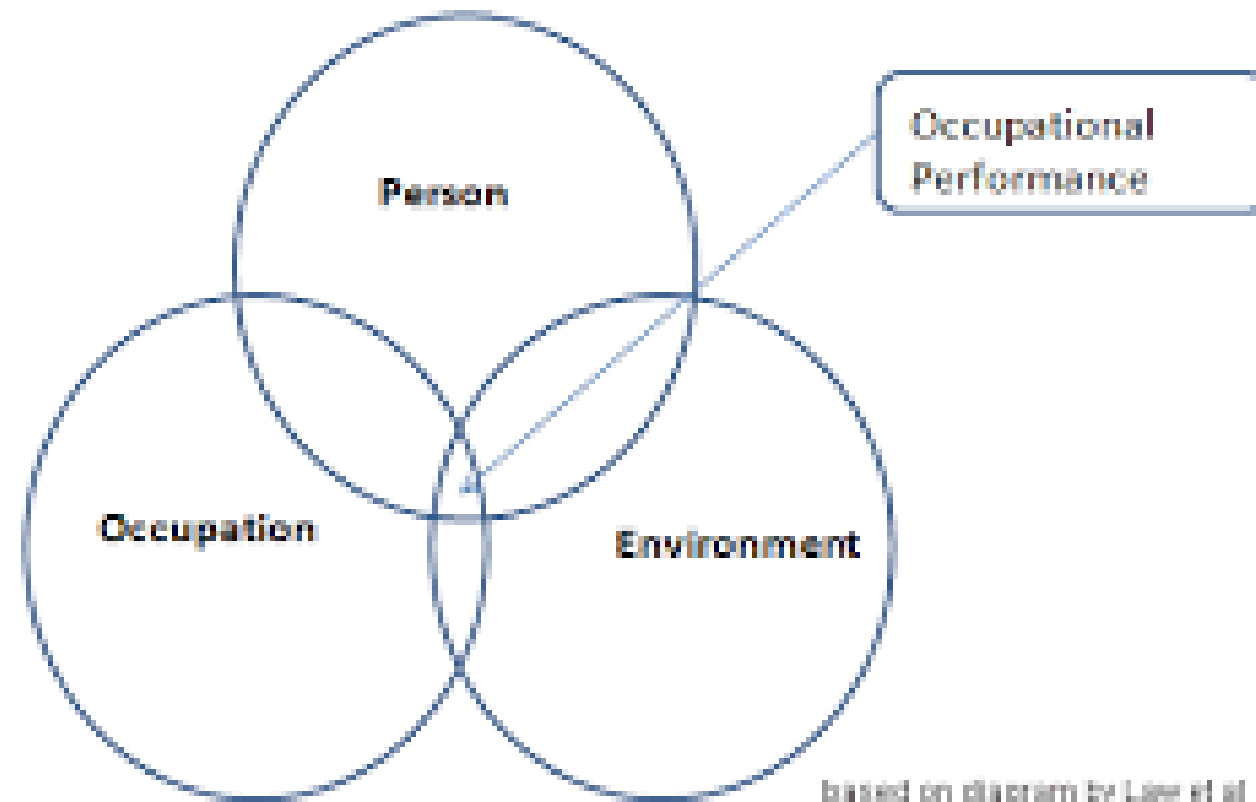 Person
Occupational
Performance
Occupation
Environment
based on diagram by Law et al